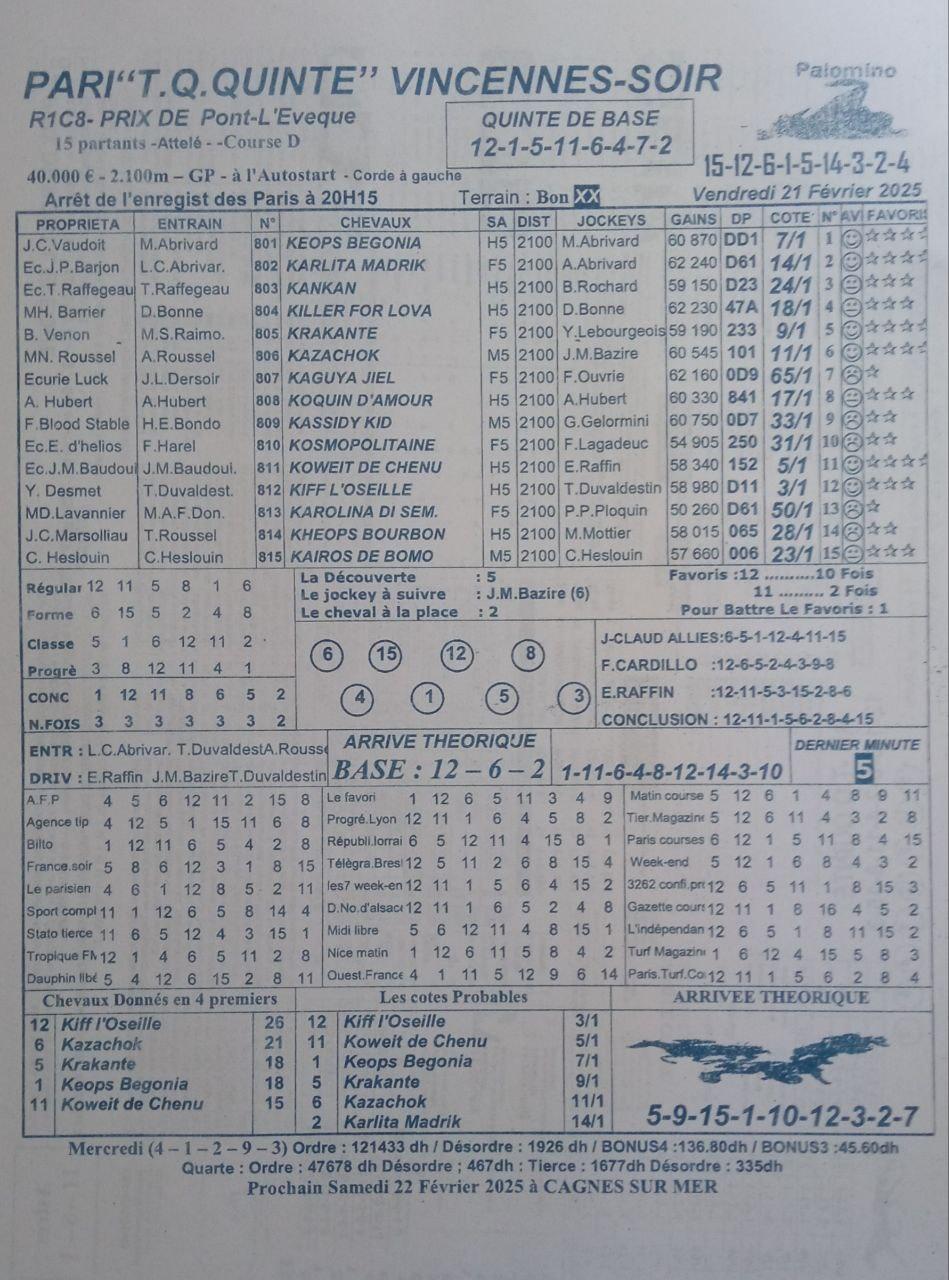 PARI“T.Q.QUINTE” VINCENNES-SOIR
Palomino
R1C8- PRIX DE Pont-L'Eveque
QUINTE DE BASE
12-1-5-11-6-4-7-2
15 partants -Attelé - -Course D
15-12-6-1-5-14-3-2-4
40.000 € - 2.100m – GP - à l'Autostart - Corde à gauche
Arrêt de l'enregist des Paris à 20H15 Terrain : Bon XX Vendredi 21 Février 2025
PROPRIETA ENTRAIN N° CHEVAUX SA DIST JOCKEYS GAINS DP COTE N° AVI FAVORIS
J.C.Vaudoit M.Abrivard 801 KEOPS BEGONIA H5 2100 M.Abrivard 60 870 DD1 7/1 1
Ec.J.P.Barjon L.C.Abrivar. 802 KARLITA MADRIK F5 2100 A.Abrivard 62 240 D61 14/1 2
Ec.T.Raffegeau T.Raffegeau 803 KANKAN H5 2100 B.Rochard 59 150 D23 24/1 3
MH. Barrier D.Bonne 804 KILLER FOR LOVA H5 2100 D.Bonne 62 230 47A 18/1 4
B. Venon M.S.Raimo. 805 KRAKANTE F5 2100 Y.Lebourgeois 59 190 233 9/1 5
MN. Roussel A.Roussel 806 KAZACHOK M5 2100 J.M.Bazire 60 545 101 11/1 6
Ecurie Luck J.L.Dersoir 807 KAGUYA JIEL F5 2100 F.Ouvrie 62 160 0D9 65/1 7
A. Hubert A.Hubert 808 KOQUIN D'AMOUR H5 2100 A.Hubert 60 330 841 17/1 8
F.Blood Stable H.E.Bondo 809 KASSIDY KID M5 2100 G.Gelormini 60 750 0D7 33/1 9
Ec.E. d'helios F.Harel 810 KOSMOPOLITAINE F5 2100 F.Lagadeuc 54 905 250 31/1 10
Ec.J.M.Baudoui J.M.Baudoui. 811 KOWEIT DE CHENU H5 2100 E.Raffin 58 340 152 5/1 11
Y. Desmet T.Duvaldest. 812 KIFF L'OSEILLE H5 2100 T.Duvaldestin 58 980 D11 3/1 12
MD.Lavannier M.A.F.Don. 813 KAROLINA DI SEM. F5 2100 P.P.Ploquin 50 260 D61 50/1 13
J.C.Marsolliau T.Roussel 814 KHEOPS BOURBON H5 2100 M.Mottier 58 015 065 28/1 14
C. Heslouin C.Heslouin 815 KAIROS DE BOMO M5 2100 C.Heslouin 57 660 006 23/1 15
Régular 12 11 5 8 1 6
Forme 6 15 5 2 4 8
Classe 5 1 6 12 11 2
Progrè 3 8 12 11 4 1
CONC 1 12 11 8 6 5 2
N.FOIS 3 3 3 3 3 3 2
La Découverte : 5
Le jockey à suivre : J.M.Bazire (6)
Le cheval à la place : 2
Favoris :12 ..........10 Fois
11 ......... 2 Fois
Pour Battre Le Favoris : 1
6 15 12 8
4 1 5 3
J-CLAUD ALLIES:6-5-1-12-4-11-15
F.CARDILLO :12-6-5-2-4-3-9-8
E.RAFFIN :12-11-5-3-15-2-8-6
CONCLUSION : 12-11-1-5-6-2-8-4-15
ENTR : L.C.Abrivar. T.DuvaldestA.Rousse
DRIV : E.Raffin J.M.BazireT.Duvaldestin
ARRIVE THEORIQUE
BASE : 12 – 6 – 2
1-11-6-4-8-12-14-3-10
DERNIER MINUTE
5
A.F.P 4 5 6 12 11 2 15 8
Agence tip 4 12 5 1 15 11 6 8
Bilto 1 12 11 6 5 4 2 8
France.soir 5 8 6 12 3 1 8 15
Le parisien 4 6 1 12 8 5 2 11
Sport compl 11 1 12 6 5 8 14 4
Stato tierce 11 6 5 12 4 3 15 1
Tropique FM 12 1 4 6 5 11 2 8
Dauphin libé 5 4 12 6 15 2 8 11
Le favori 1 12 6 5 11 3 4 9
Progré.Lyon 12 11 1 6 4 5 8 2
Républi.lorrai 6 5 12 11 4 15 8 1
Télègra.Brest 12 5 11 2 6 8 15 4
les7 week-en 12 11 1 5 6 4 15 2
D.No.d'alsace 12 11 1 6 5 2 4 8
Midi libre 5 6 12 11 4 8 15 1
Nice matin 1 12 6 11 5 8 4 2
Ouest.France 4 1 11 5 12 9 6 14
Matin course 5 12 6 1 4 8 9 11
Tier.Magazine 5 12 6 11 4 3 2 8
Paris courses 6 12 1 5 11 8 4 15
Week-end 5 12 1 6 8 4 3 2
3262 confi.pro 12 6 5 11 1 8 15 3
Gazette cours 12 11 1 8 16 4 5 2
L'indépendan 12 6 5 1 8 11 15 2
Turf Magazine 1 6 12 4 15 5 8 3
Paris.Turf.Co 12 11 1 5 6 2 8 4
Chevaux Donnés en 4 premiers
12 Kiff l'Oseille 26
6 Kazachok 21
5 Krakante 18
1 Keops Begonia 18
11 Koweit de Chenu 15
Les cotes Probables
12 Kiff l'Oseille 3/1
11 Koweit de Chenu 5/1
1 Keops Begonia 7/1
5 Krakante 9/1
6 Kazachok 11/1
2 Karlita Madrik 14/1
ARRIVEE THEORIQUE
5-9-15-1-10-12-3-2-7
Mercredi (4 – 1 – 2 – 9 – 3) Ordre : 121433 dh / Désordre : 1926 dh / BONUS4 :136.80dh / BONUS3 :45.60dh
Quarte : Ordre : 47678 dh Désordre ; 467dh : Tierce : 1677dh Désordre : 335dh
Prochain Samedi 22 Février 2025 à CAGNES SUR MER